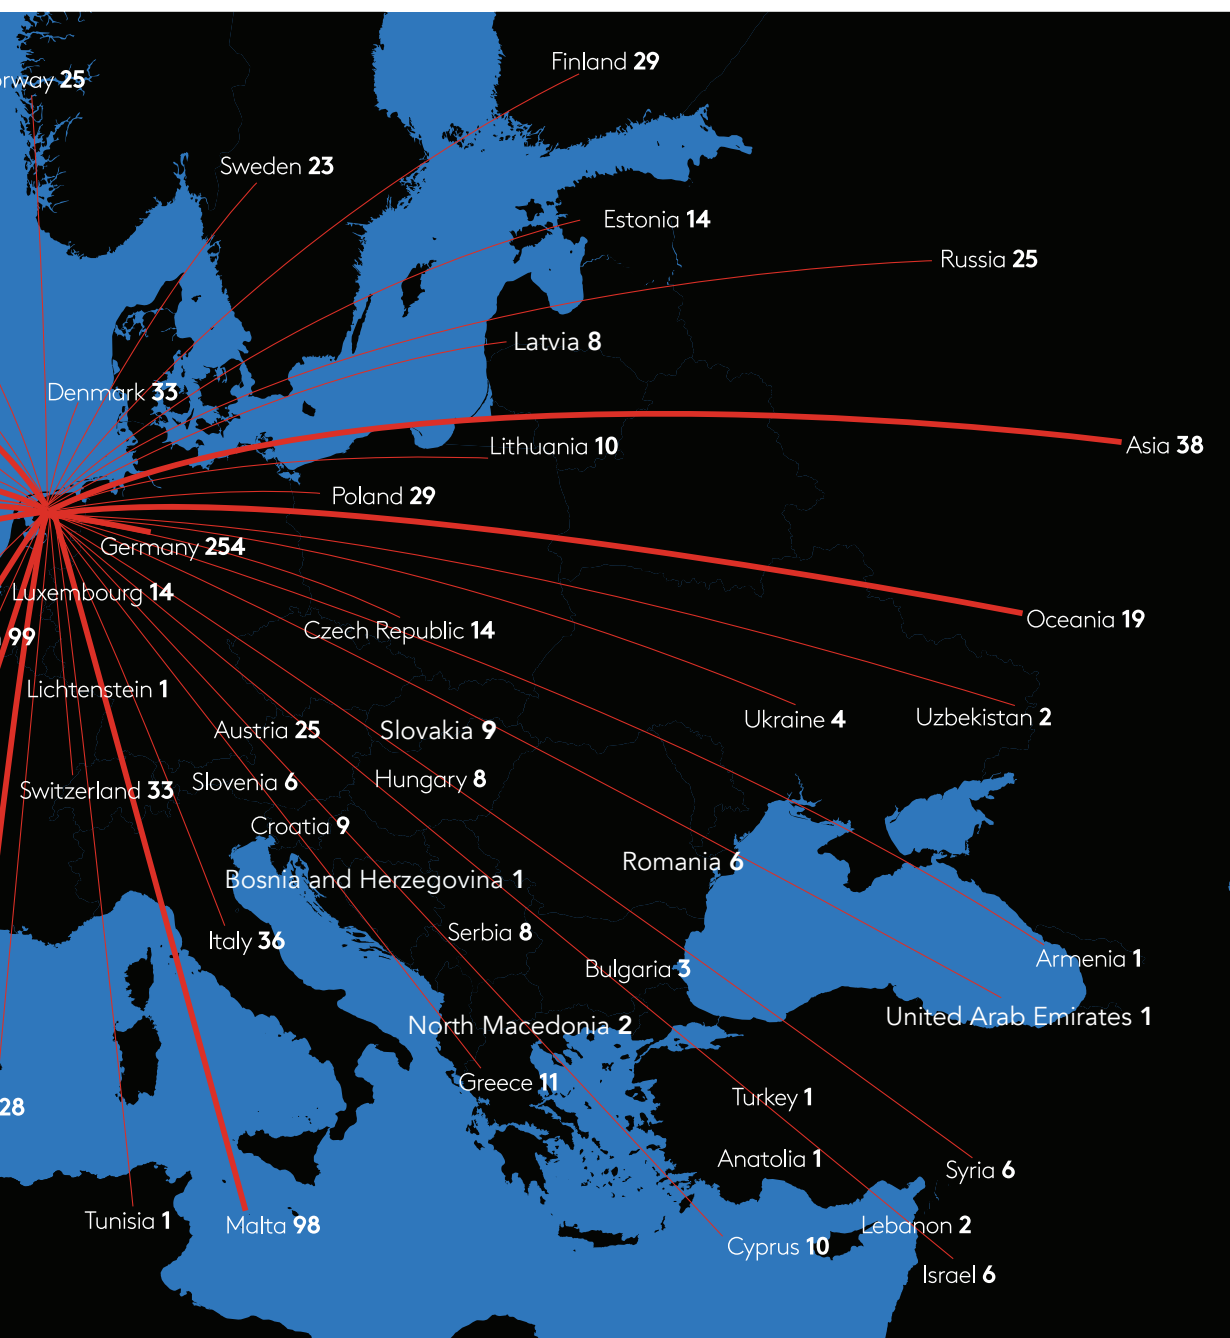 Finland 29
orway 25
Sweden 23
Estonia 14
Russia 25
Latvia 8
Denmark 33
Lithuania 10
Asia 38
Poland 29
Germany 254
Luxembourg 14
Oceania 19
Czech Republic 14
99
Lichtenstein 1
Ukraine 4
Uzbekistan 2
Austria 25
Slovakia 9
Switzerland 33
Slovenia 6
Hungary 8
Croatia 9
Romania 6
Bosnia and Herzegovina 1
Serbia 8
Italy 36
Armenia 1
Bulgaria 3
United Arab Emirates 1
North Macedonia 2
Greece 11
Turkey 1
28
Anatolia 1
Syria 6
Tunisia 1
Malta 98
Lebanon 2
Cyprus 10
Israel 6